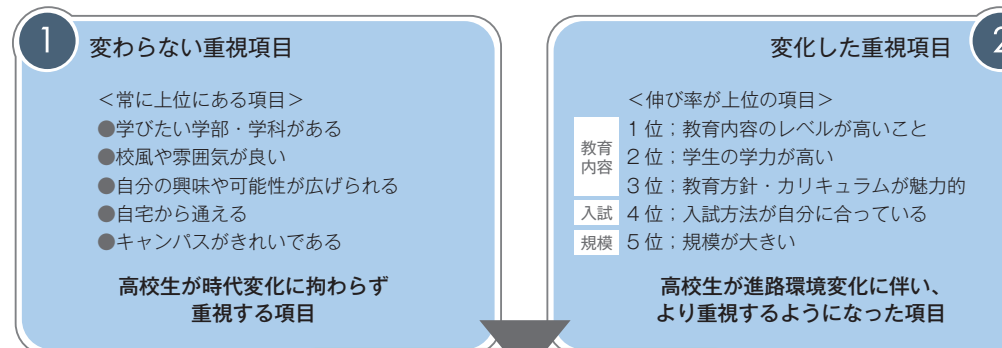 1
変わらない重視項目
＜常に上位にある項目＞
●学びたい学部・学科がある
●校風や雰囲気が良い
●自分の興味や可能性が広げられる
●自宅から通える
●キャンパスがきれいである
高校生が時代変化に拘わらず
重視する項目
2
変化した重視項目
＜伸び率が上位の項目＞
教育
内容
1位；教育内容のレベルが高いこと
2位；学生の学力が高い
3位；教育方針・カリキュラムが魅力的
入試 4位；入試方法が自分に合っている
規模 5位；規模が大きい
高校生が進路環境変化に伴い、
より重視するようになった項目